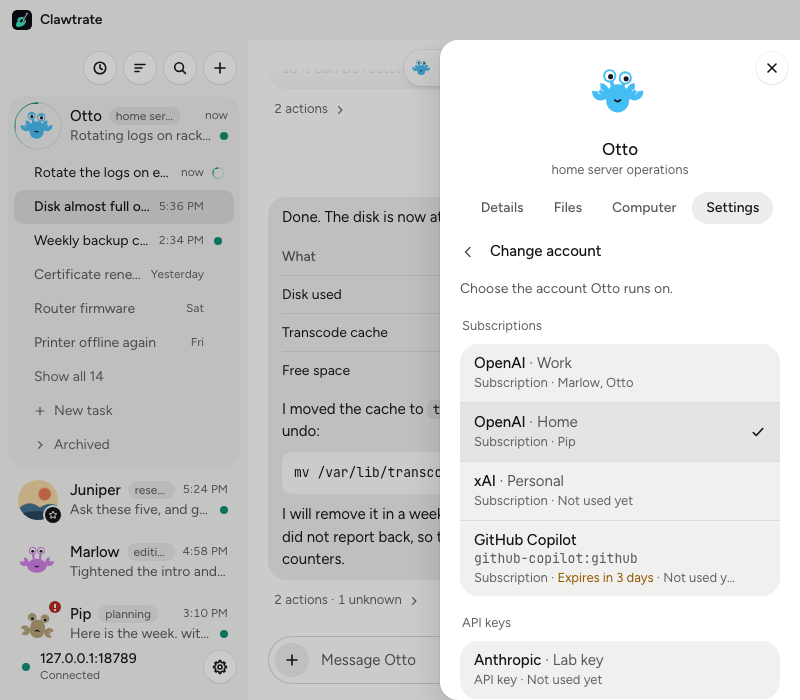 Clawtrate
Otto
home ser...
now
Rotating logs on rack...
Rotate the logs on e...
now
Disk almost full o...
5:36 PM
Weekly backup c...
2:34 PM
Certificate rene...
Yesterday
Router firmware
Sat
Printer offline again
Fri
Show all 14
New task
Archived
Juniper
rese...
5:24 PM
Ask these five, and g...
Marlow
editi...
4:58 PM
Tightened the intro and...
Pip
planning
3:10 PM
Here is the week. wit...
127.0.0.1:18789
Connected
2 actions
Done. The disk is now at
What
Disk used
Transcode cache
Free space
I moved the cache to
undo:
mv /var/lib/transco
I will remove it in a week
did not report back, so t
counters.
2 actions · 1 unknown
Message Otto
Otto
home server operations
Details
Files
Computer
Settings
Change account
Choose the account Otto runs on.
Subscriptions
OpenAI · Work
Subscription · Marlow, Otto
OpenAI · Home
Subscription · Pip
xAI · Personal
Subscription · Not used yet
GitHub Copilot
github-copilot:github
Subscription · Expires in 3 days · Not used y...
API keys
Anthropic · Lab key
API key · Not used yet